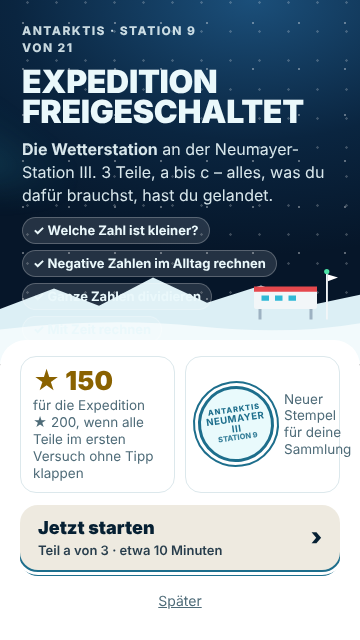 ANTARKTIS · STATION 9
VON 21
EXPEDITION
FREIGESCHALTET
Die Wetterstation an der Neumayer-
Station III. 3 Teile, a bis c – alles, was du
dafür brauchst, hast du gelandet.
✓ Welche Zahl ist kleiner?
✓ Negative Zahlen im Alltag rechnen
✓ Ganze Zahlen dividieren
✓ Mit Zeit rechnen
★ 150
für die Expedition
★ 200, wenn alle
Teile im ersten
Versuch ohne Tipp
klappen
ANTARKTIS
NEUMAYER
III
STATION 9
Neuer
Stempel
für deine
Sammlung
Jetzt starten
Teil a von 3 · etwa 10 Minuten
›
Später